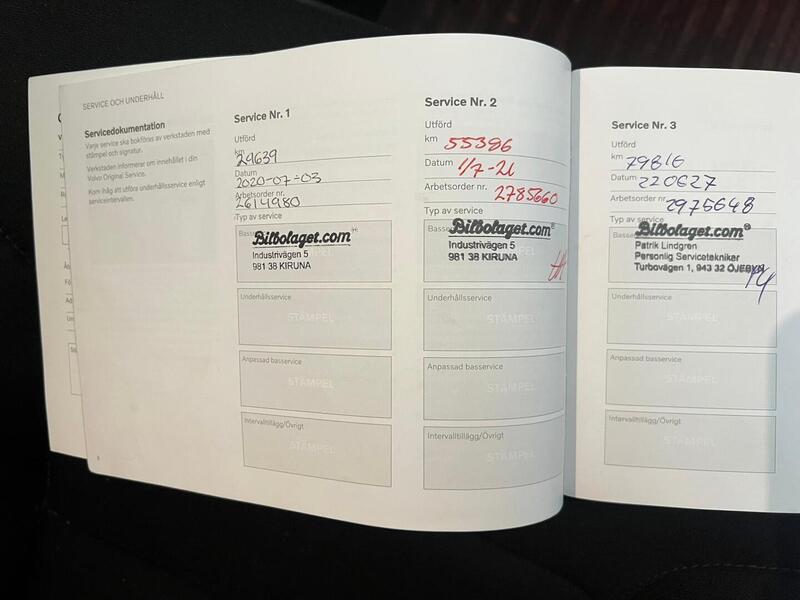 SERVICE OCH UNDERHÅLL
Servicedokumentation
Varje service ska bokföras av verkstaden med
stämpel och signatur.
Verkstaden informerar om innehållet i din
Volvo Original Service.
Kom ihåg att utföra underhållsservice enligt
serviceintervallen.
Service Nr. 1
Utförd
km 29639
Datum 2020-07-03
Arbetsorder nr. 2614980
Typ av service
Bilbolaget.com
Industrivägen 5
981 38 KIRUNA
Underhållsservice
STÄMPEL
Anpassad basservice
STÄMPEL
Intervalltillägg/Övrigt
STÄMPEL
Service Nr. 2
Utförd
km 55386
Datum 1/7-21
Arbetsorder nr. 2785660
Typ av service
Bilbolaget.com
Industrivägen 5
981 38 KIRUNA
Underhållsservice
STÄMPEL
Anpassad basservice
STÄMPEL
Intervalltillägg/Övrigt
STÄMPEL
Service Nr. 3
Utförd
km 79816
Datum 220627
Arbetsorder nr. 2975648
Typ av service
Bilbolaget.com®
Patrik Lindgren
Personlig Servicetekniker
Turbovägen 1, 943 32 ÖJEBYN
Underhållsservice
STÄMPEL
Anpassad basservice
STÄMPEL
Intervalltillägg/Övrigt
STÄMPEL